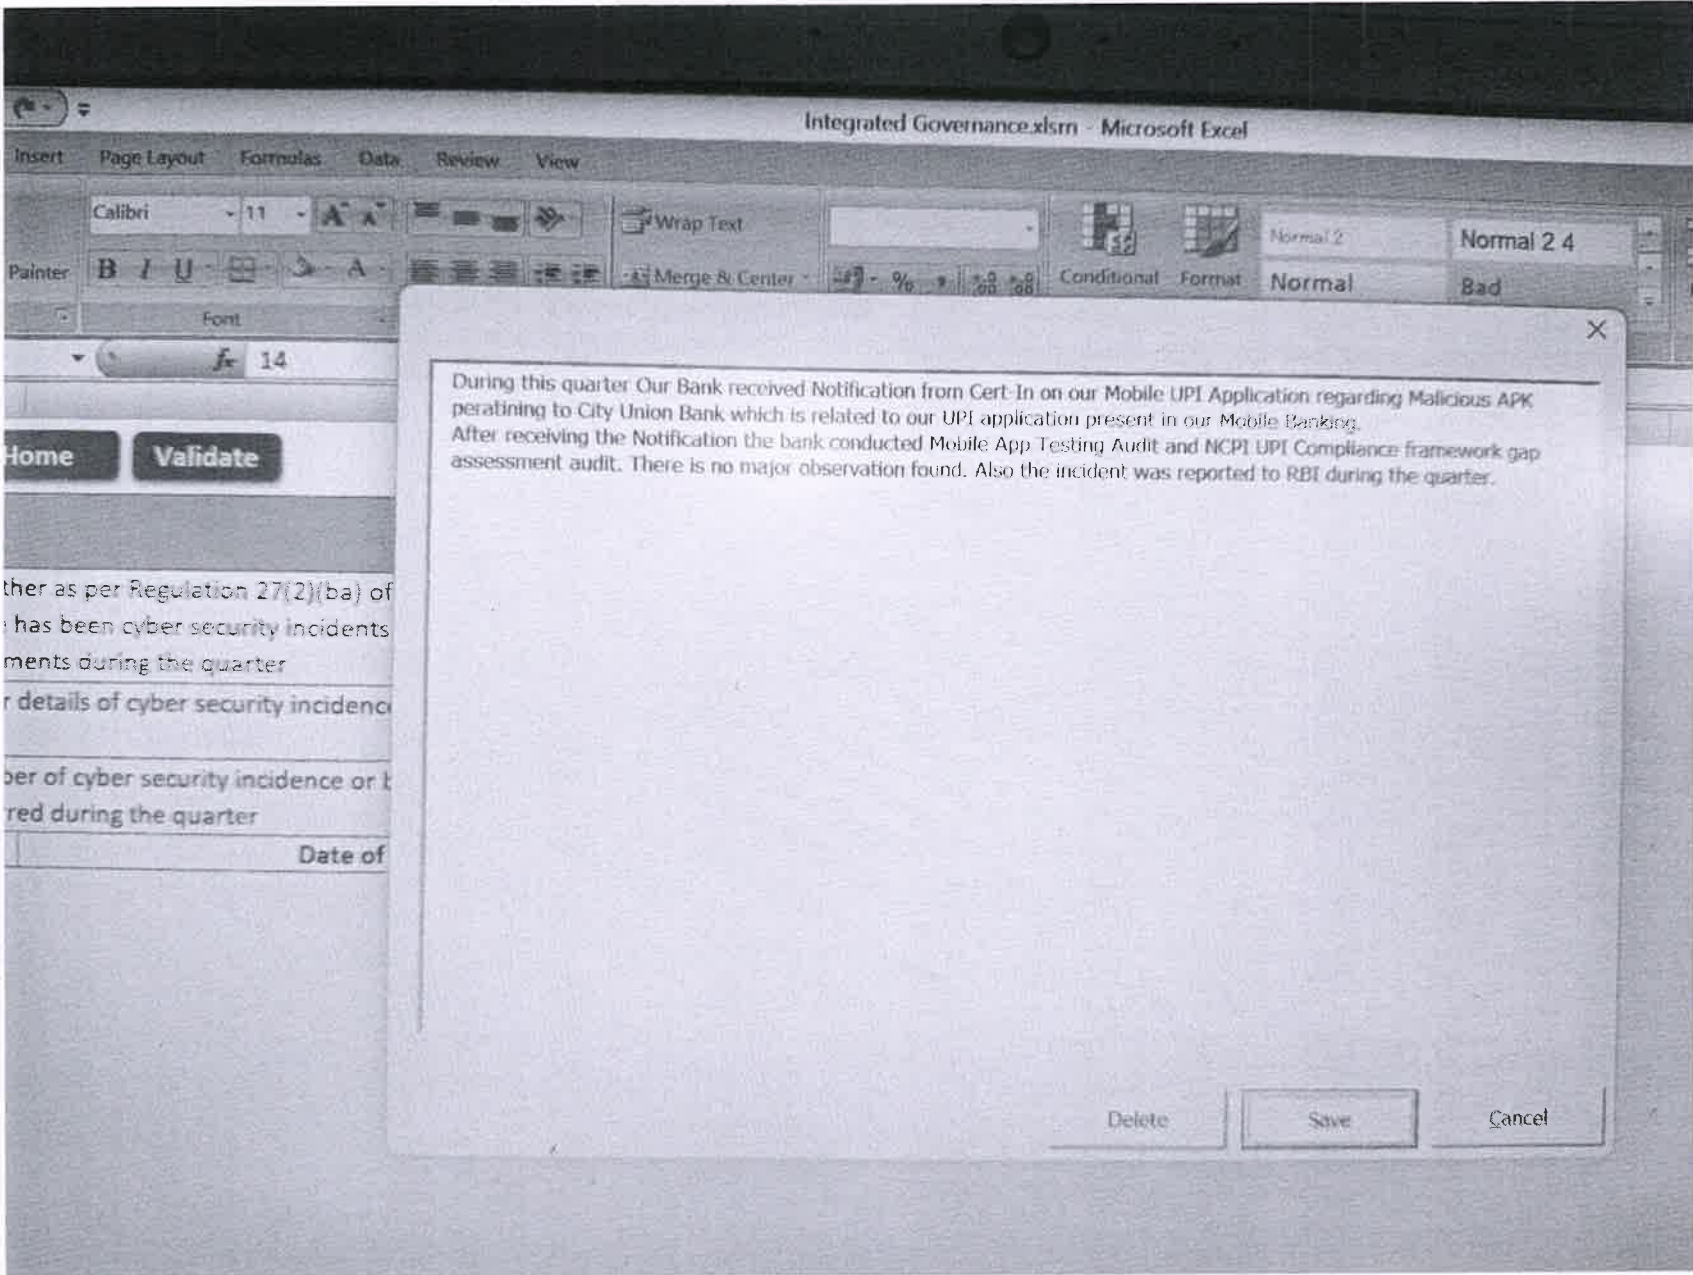 Integrated Governance.xlsm - Microsoft Excel
Insert Page Layout Formulas Data Review View
Calibri 11 A A Wrap Text Normal 2 Normal 2 4
Painter B I U A Merge & Center % , Conditional Format Normal Bad
Font
fx 14
During this quarter Our Bank received Notification from Cert-In on our Mobile UPI Application regarding Malicious APK
peratining to City Union Bank which is related to our UPI application present in our Mobile Banking.
After receiving the Notification the bank conducted Mobile App Testing Audit and NCPI UPI Compliance framework gap
assessment audit. There is no major observation found. Also the incident was reported to RBI during the quarter.
Home Validate
ther as per Regulation 27(2)(ba) of
has been cyber security incidents
ments during the quarter
r details of cyber security incidenc
ber of cyber security incidence or b
red during the quarter
Date of
Delete Save Cancel